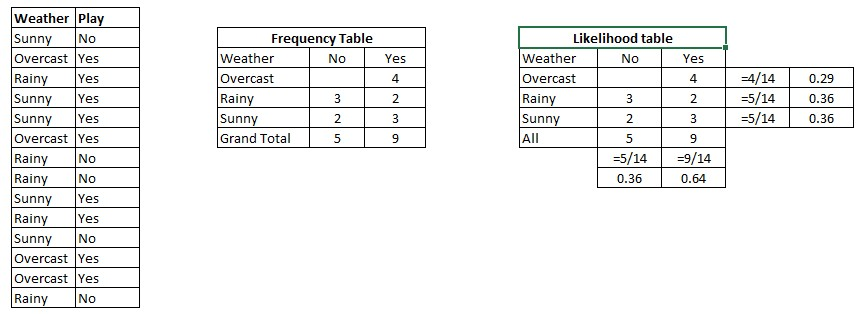 Weather Play
Sunny No
Overcast Yes
Rainy Yes
Sunny Yes
Sunny Yes
Overcast Yes
Rainy No
Rainy No
Sunny Yes
Rainy Yes
Sunny No
Overcast Yes
Overcast Yes
Rainy No
Frequency Table
Weather No Yes
Overcast 4
Rainy 3 2
Sunny 2 3
Grand Total 5 9
Likelihood table
Weather No Yes
Overcast 4 =4/14 0.29
Rainy 3 2 =5/14 0.36
Sunny 2 3 =5/14 0.36
All 5 9
=5/14 =9/14
0.36 0.64